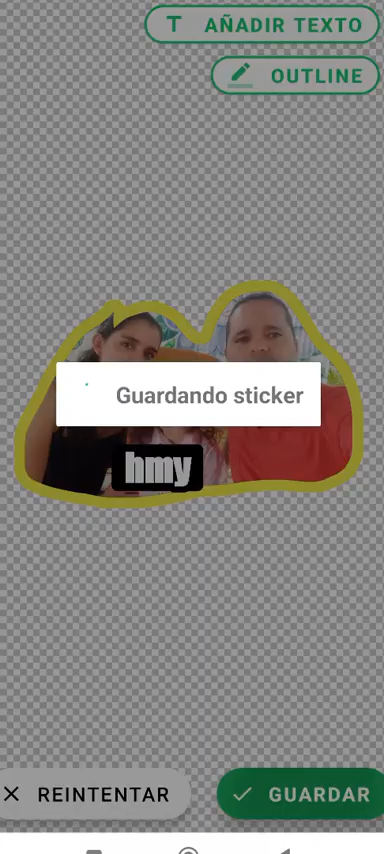 AÑADIR TEXTO
OUTLINE
Guardando sticker
hmy
REINTENTAR
GUARDAR